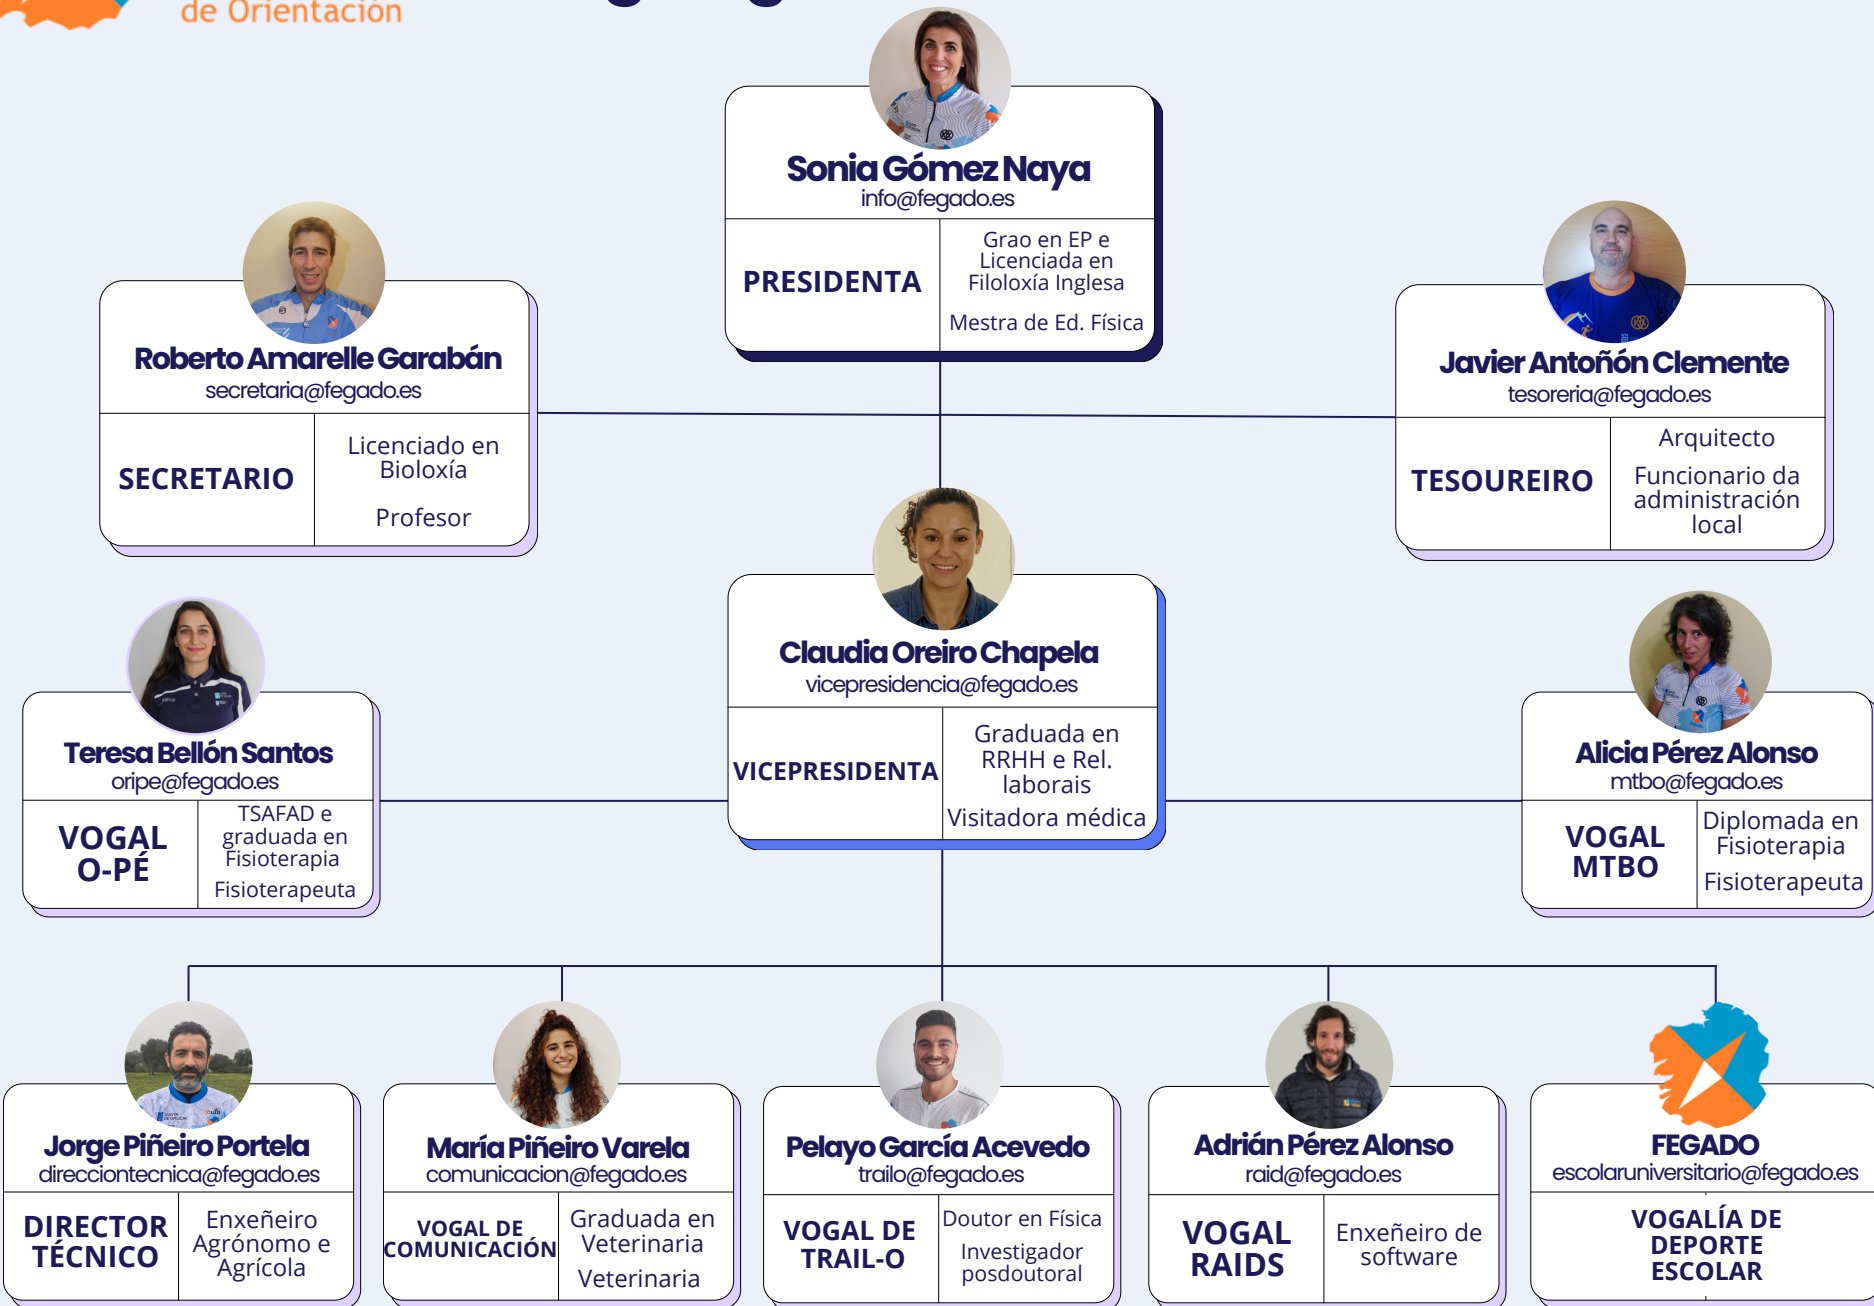 de Orientación
Sonia Gómez Naya
info@fegado.es
PRESIDENTA
Grao en EP e
Licenciada en
Filoloxía Inglesa
Mestra de Ed. Física
Roberto Amarelle Garabán
secretaria@fegado.es
SECRETARIO
Licenciado en
Bioloxía
Profesor
Javier Antoñón Clemente
tesoreria@fegado.es
TESOUREIRO
Arquitecto
Funcionario da
administración
local
Claudia Oreiro Chapela
vicepresidencia@fegado.es
VICEPRESIDENTA
Graduada en
RRHH e Rel.
laborais
Visitadora médica
Teresa Bellón Santos
oripe@fegado.es
VOGAL
O-PÉ
TSAFAD e
graduada en
Fisioterapia
Fisioterapeuta
Alicia Pérez Alonso
mtbo@fegado.es
VOGAL
MTBO
Diplomada en
Fisioterapia
Fisioterapeuta
Jorge Piñeiro Portela
direcciontecnica@fegado.es
DIRECTOR
TÉCNICO
Enxeñeiro
Agrónomo e
Agrícola
María Piñeiro Varela
comunicacion@fegado.es
VOGAL DE
COMUNICACIÓN
Graduada en
Veterinaria
Veterinaria
Pelayo García Acevedo
trailo@fegado.es
VOGAL DE
TRAIL-O
Doutor en Física
Investigador
posdoutoral
Adrián Pérez Alonso
raid@fegado.es
VOGAL
RAIDS
Enxeñeiro de
software
FEGADO
escolaruniversitario@fegado.es
VOGALÍA DE
DEPORTE
ESCOLAR